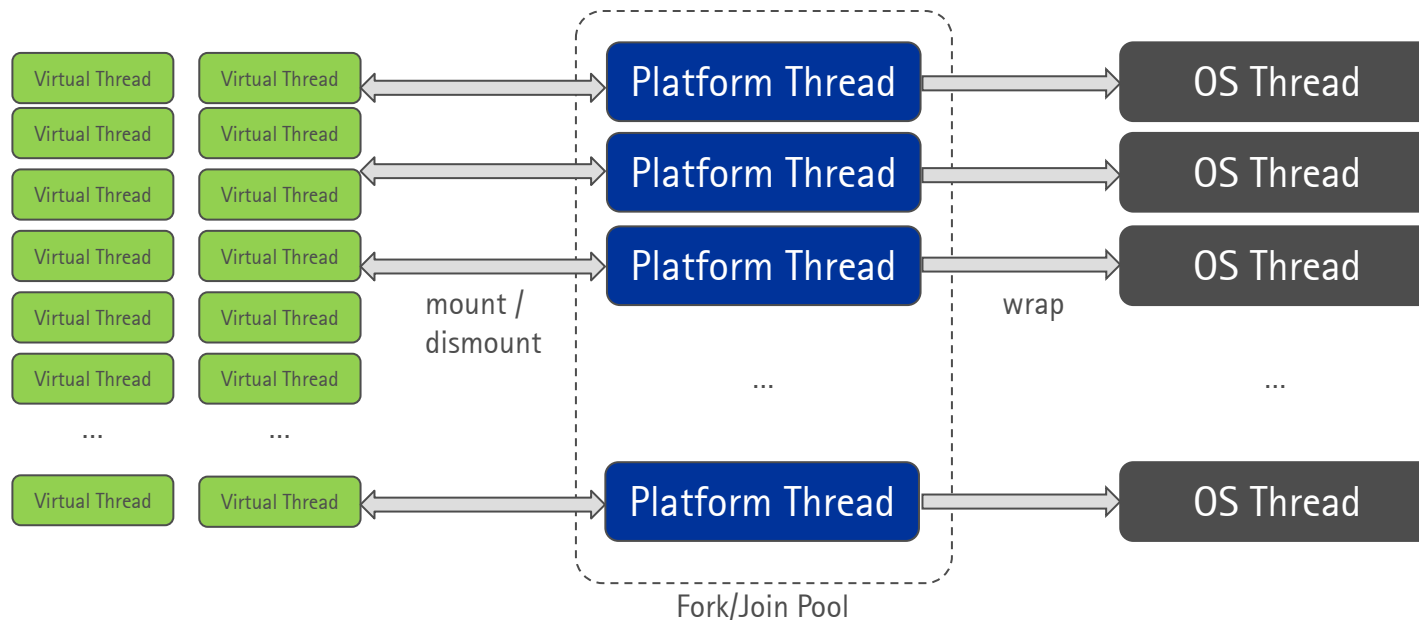 Virtual Thread Virtual Thread Platform Thread OS Thread
Virtual Thread Virtual Thread
Virtual Thread Virtual Thread Platform Thread OS Thread
Virtual Thread Virtual Thread Platform Thread OS Thread
mount / wrap
Virtual Thread Virtual Thread
dismount
Virtual Thread Virtual Thread ... ...
... ...
Virtual Thread Virtual Thread Platform Thread OS Thread
Fork/Join Pool